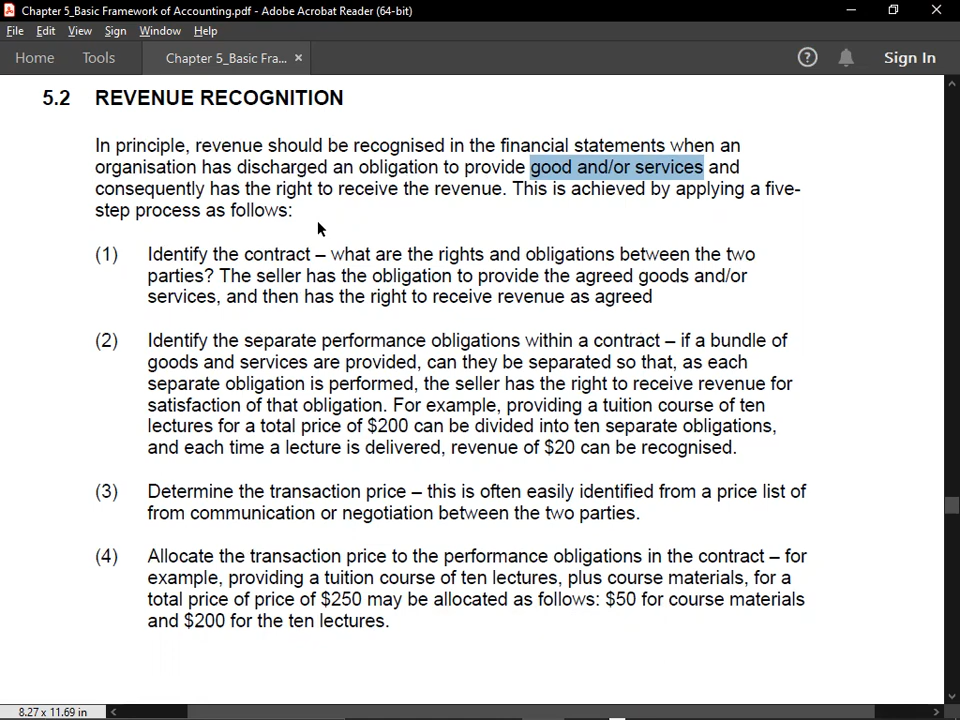 Chapter 5_Basic Framework of Accounting.pdf - Adobe Acrobat Reader (64-bit)
File Edit View Sign Window Help
Home Tools Chapter 5_Basic Fra... × ? Sign In
5.2 REVENUE RECOGNITION
In principle, revenue should be recognised in the financial statements when an
organisation has discharged an obligation to provide good and/or services and
consequently has the right to receive the revenue. This is achieved by applying a five-
step process as follows:
(1) Identify the contract – what are the rights and obligations between the two
parties? The seller has the obligation to provide the agreed goods and/or
services, and then has the right to receive revenue as agreed
(2) Identify the separate performance obligations within a contract – if a bundle of
goods and services are provided, can they be separated so that, as each
separate obligation is performed, the seller has the right to receive revenue for
satisfaction of that obligation. For example, providing a tuition course of ten
lectures for a total price of $200 can be divided into ten separate obligations,
and each time a lecture is delivered, revenue of $20 can be recognised.
(3) Determine the transaction price – this is often easily identified from a price list of
from communication or negotiation between the two parties.
(4) Allocate the transaction price to the performance obligations in the contract – for
example, providing a tuition course of ten lectures, plus course materials, for a
total price of price of $250 may be allocated as follows: $50 for course materials
and $200 for the ten lectures.
8.27 x 11.69 in